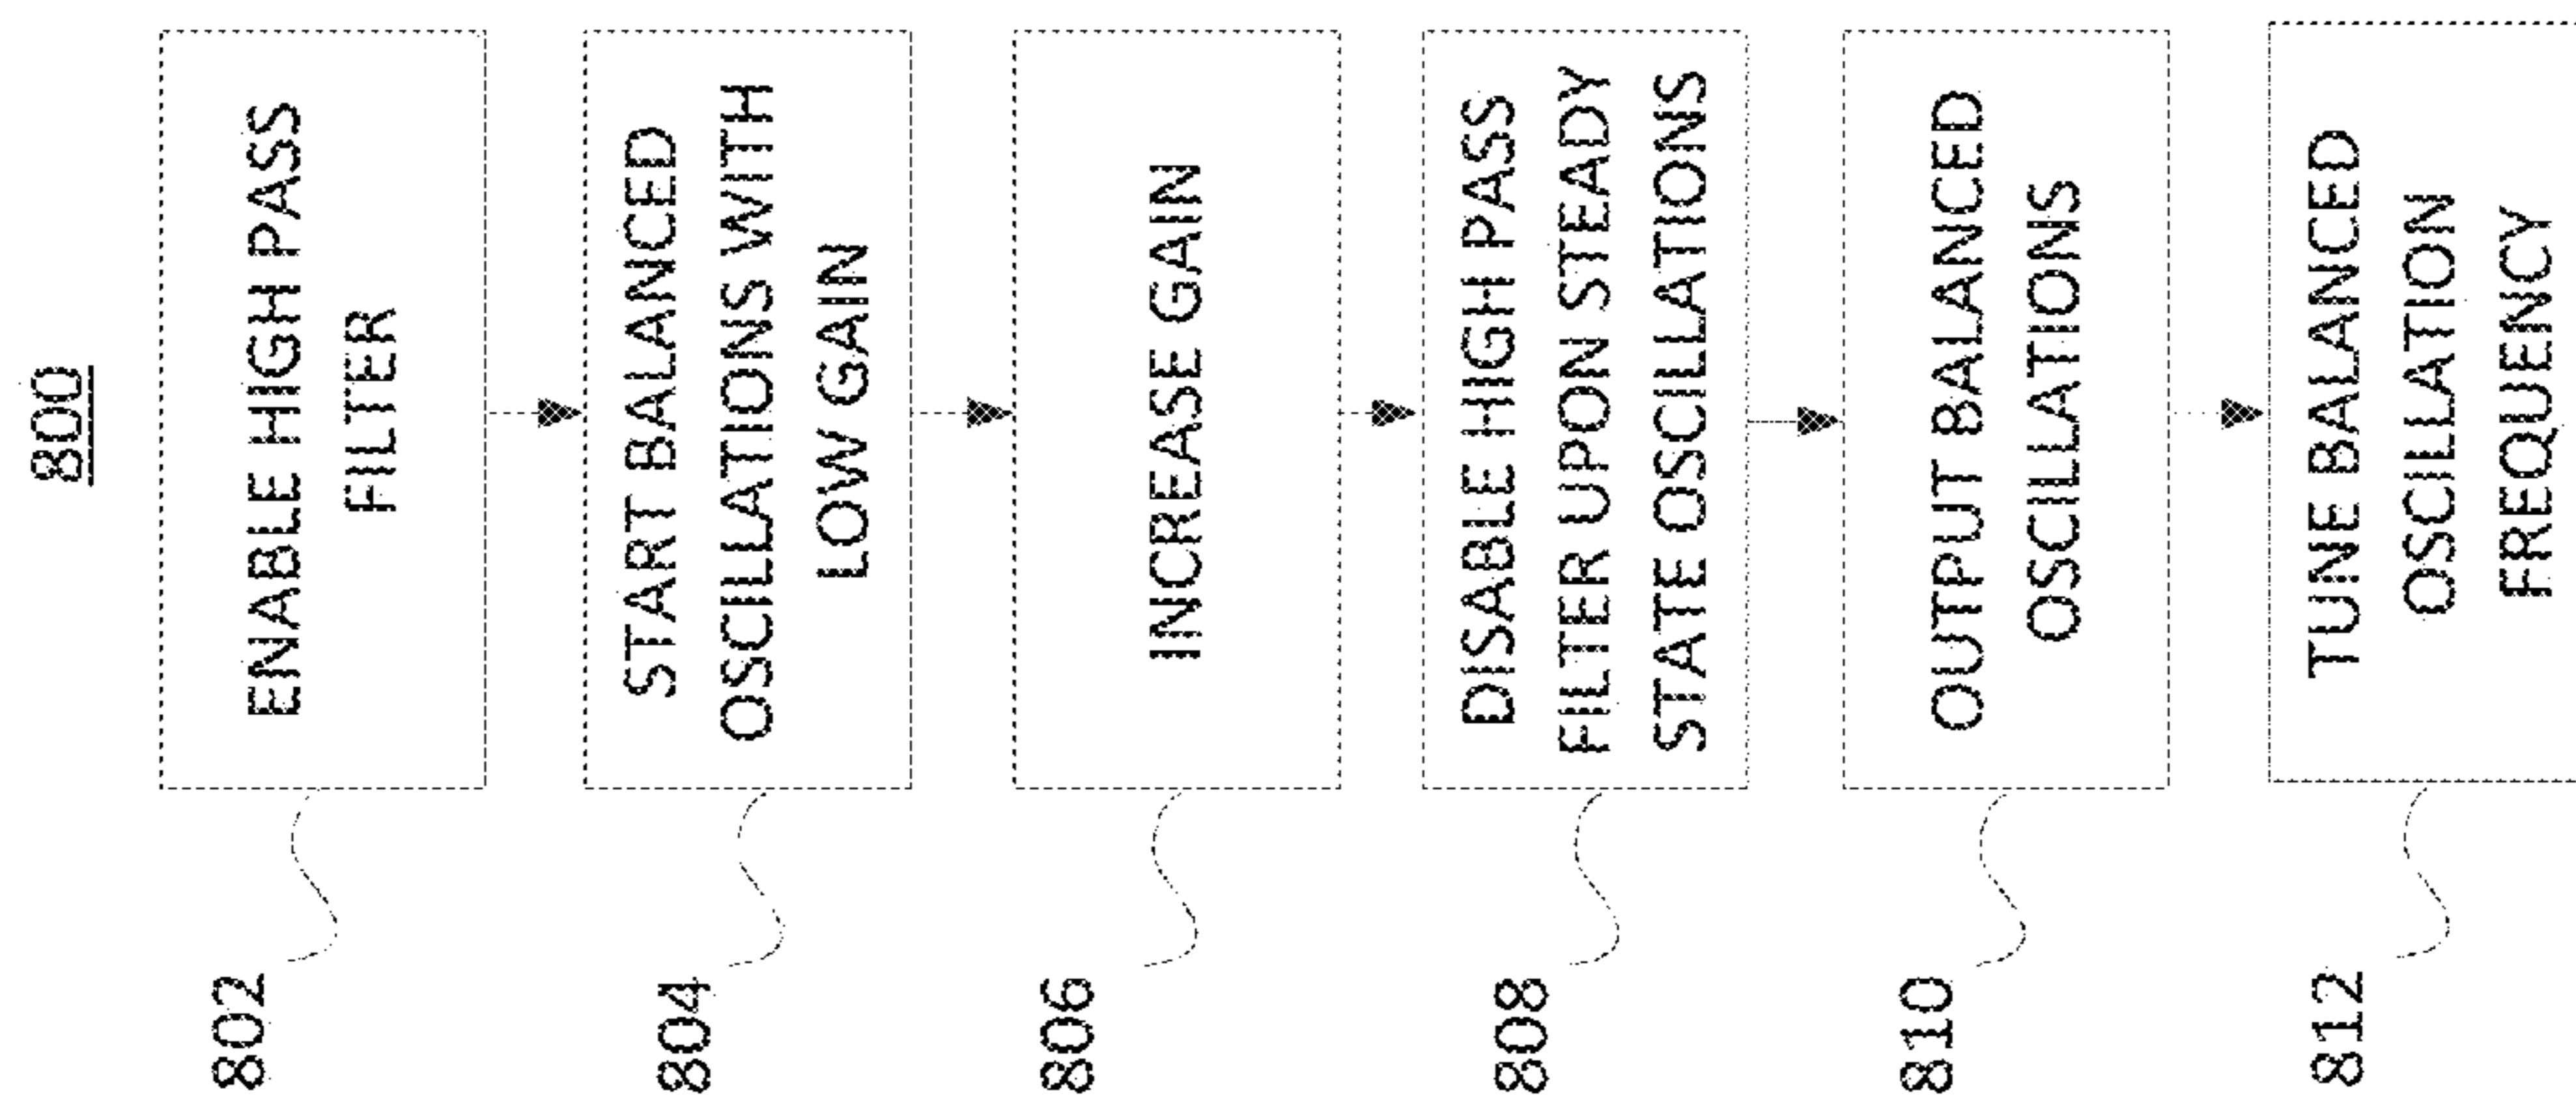 800
802
ENABLE HIGH PASS
FILTER
804
START BALANCED
OSCILLATIONS WITH
LOW GAIN
806
INCREASE GAIN
808
DISABLE HIGH PASS
FILTER UPON STEADY
STATE OSCILLATIONS
810
OUTPUT BALANCED
OSCILLATIONS
812
TUNE BALANCED
OSCILLATION
FREQUENCY